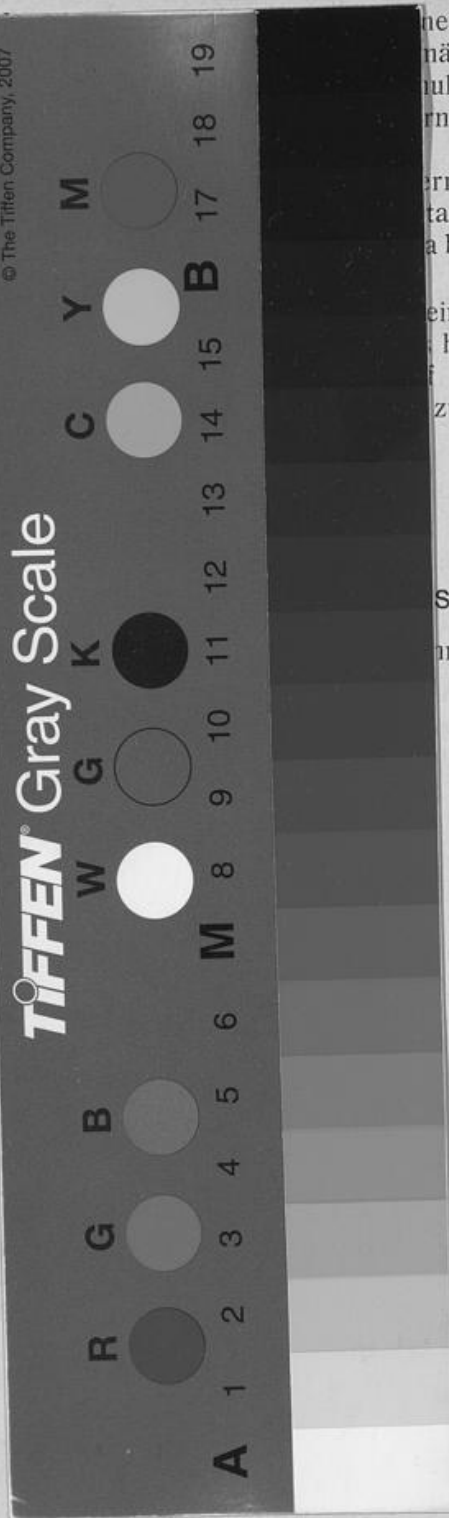 © The Tiffen Company, 2007
TIFFEN® Gray Scale
R G B W G K C Y M
A 1 2 3 4 5 6 M 8 9 10 11 12 13 14 15 B 17 18 19